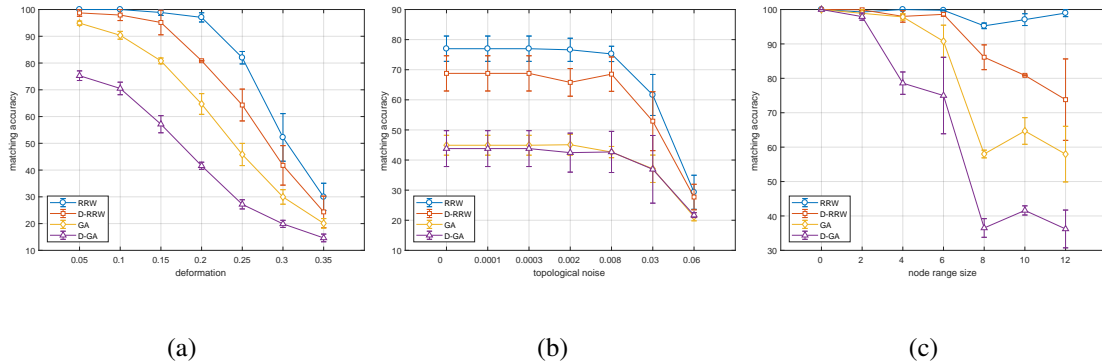 100
90
80
70
60
50
40
30
20
10
matching accuracy
RRW
D-RRW
GA
D-GA
0.05 0.1 0.15 0.2 0.25 0.3 0.35
deformation
(a)
100
90
80
70
60
50
40
30
20
10
matching accuracy
RRW
D-RRW
GA
D-GA
0 0.0001 0.0003 0.002 0.008 0.03 0.06
topological noise
(b)
100
90
80
70
60
50
40
30
matching accuracy
RRW
D-RRW
GA
D-GA
0 2 4 6 8 10 12
node range size
(c)